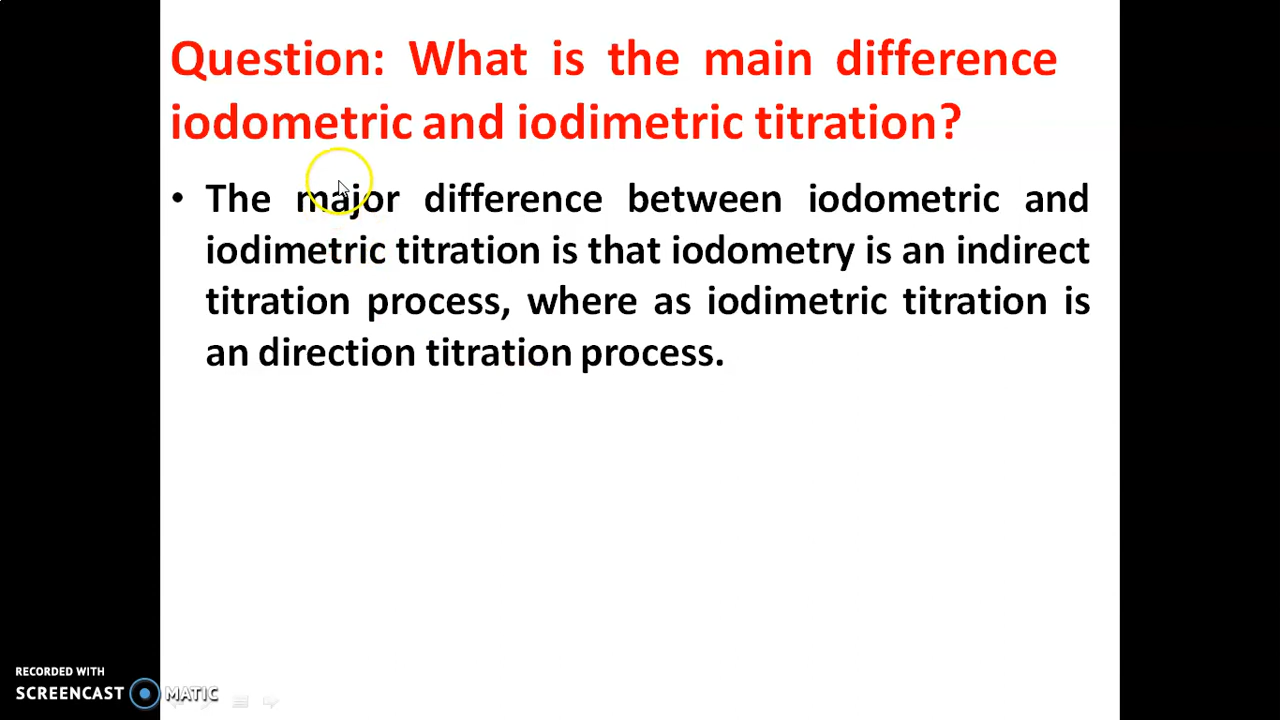 Question: What is the main difference
iodometric and iodimetric titration?
• The major difference between iodometric and
iodimetric titration is that iodometry is an indirect
titration process, where as iodimetric titration is
an direction titration process.
RECORDED WITH
SCREENCAST MATIC